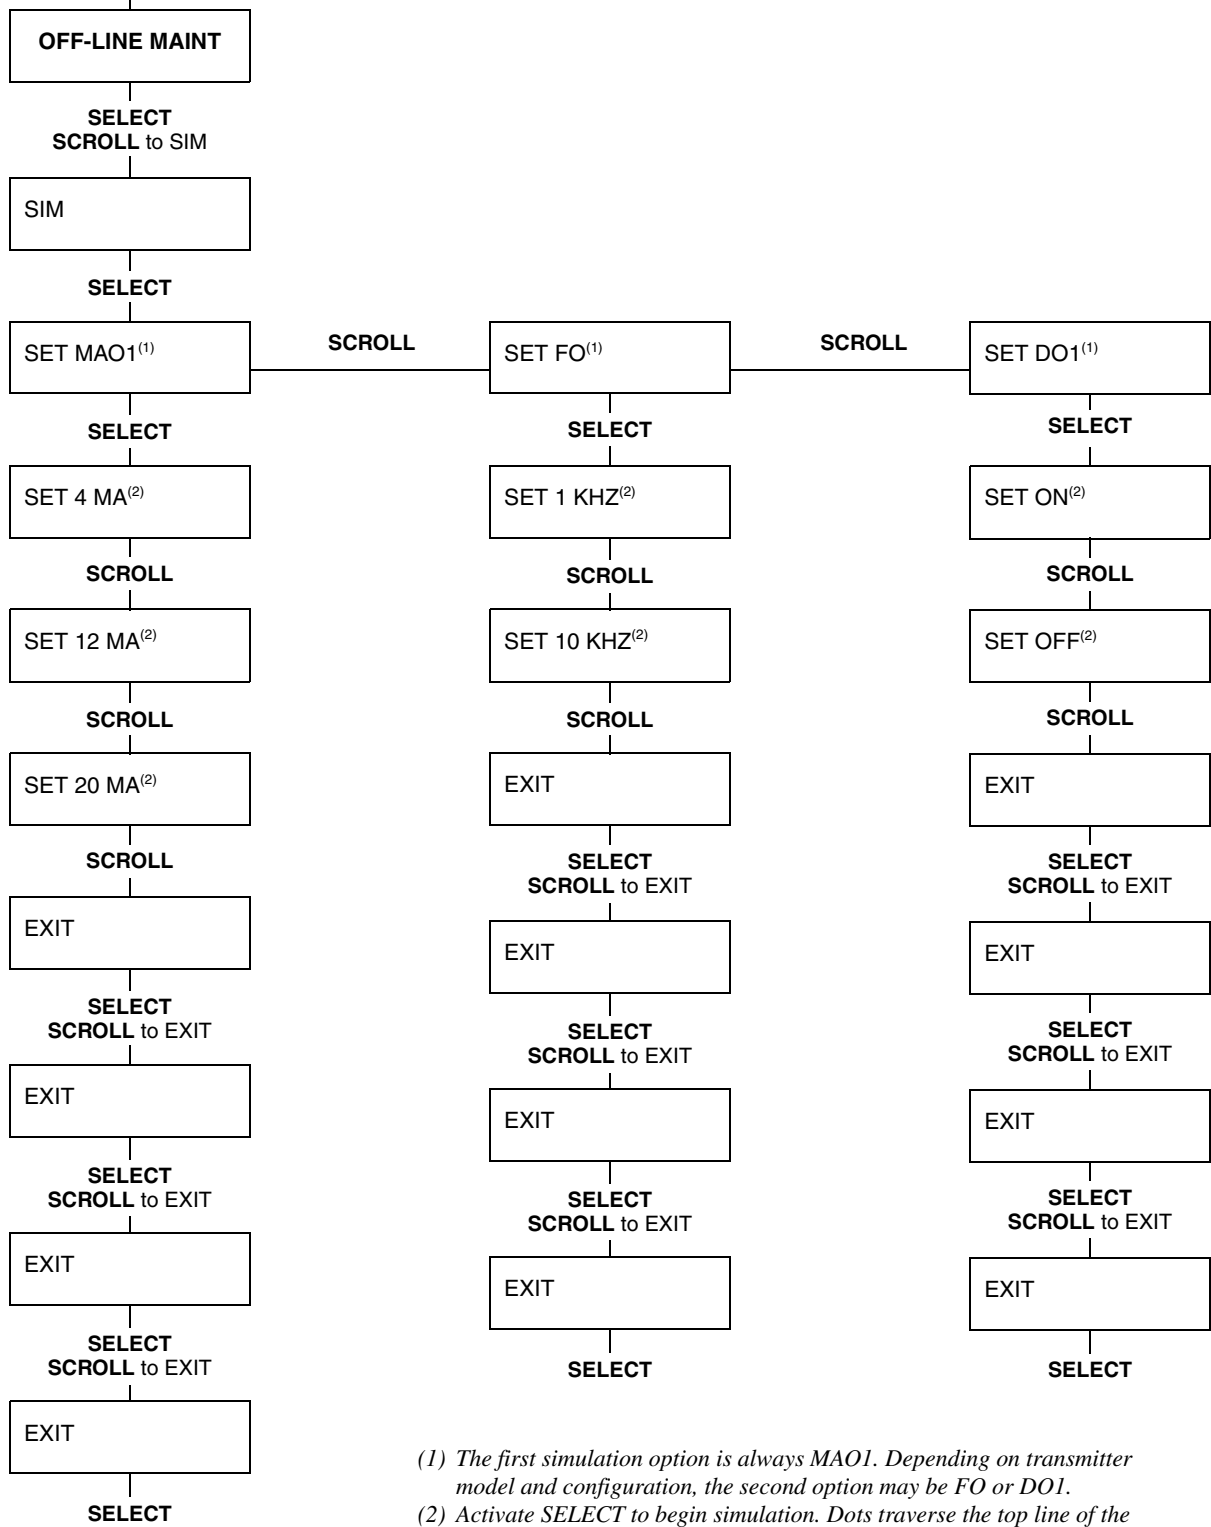 OFF-LINE MAINT
SELECT
SCROLL to SIM
SIM
SELECT
SET MAO1(1)
SELECT
SET 4 MA(2)
SCROLL
SET 12 MA(2)
SCROLL
SET 20 MA(2)
SCROLL
EXIT
SELECT
SCROLL to EXIT
EXIT
SELECT
SCROLL to EXIT
EXIT
SELECT
SCROLL to EXIT
EXIT
SELECT
SCROLL
SET FO(1)
SELECT
SET 1 KHZ(2)
SCROLL
SET 10 KHZ(2)
SCROLL
EXIT
SELECT
SCROLL to EXIT
EXIT
SELECT
SCROLL to EXIT
EXIT
SELECT
SCROLL to EXIT
EXIT
SELECT
SCROLL
SET DO1(1)
SELECT
SET ON(2)
SCROLL
SET OFF(2)
SCROLL
EXIT
SELECT
SCROLL to EXIT
EXIT
SELECT
SCROLL to EXIT
EXIT
SELECT
SCROLL to EXIT
EXIT
SELECT
(1) The first simulation option is always MAO1. Depending on transmitter
model and configuration, the second option may be FO or DO1.
(2) Activate SELECT to begin simulation. Dots traverse the top line of the